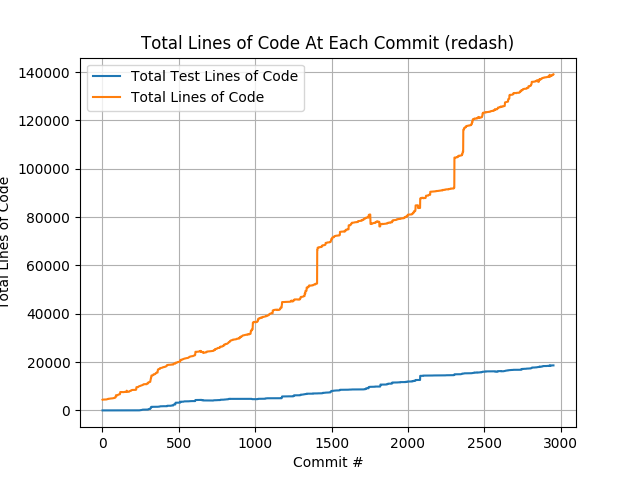 Total Lines of Code At Each Commit (redash)
Total Test Lines of Code
Total Lines of Code
140000
120000
100000
80000
60000
40000
20000
0
Total Lines of Code
0 500 1000 1500 2000 2500 3000
Commit #